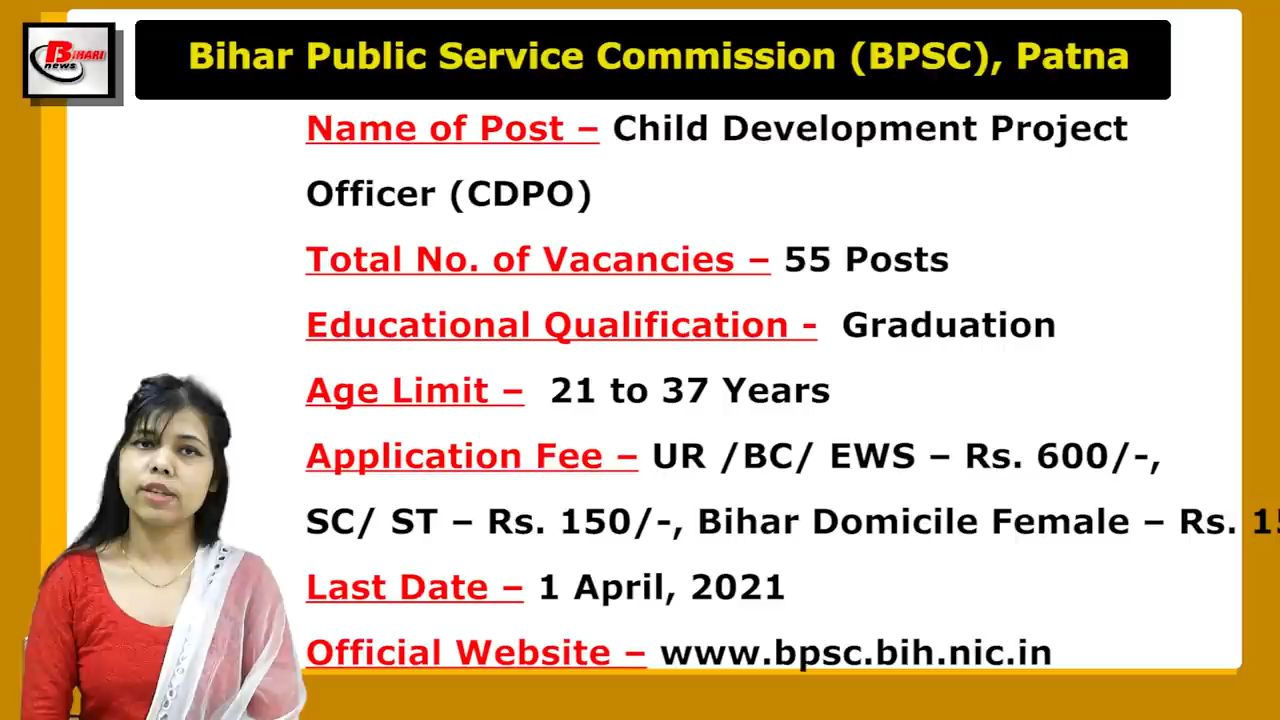 BIHARI
news
Bihar Public Service Commission (BPSC), Patna
Name of Post – Child Development Project
Officer (CDPO)
Total No. of Vacancies – 55 Posts
Educational Qualification - Graduation
Age Limit – 21 to 37 Years
Application Fee – UR /BC/ EWS – Rs. 600/-,
SC/ ST – Rs. 150/-, Bihar Domicile Female – Rs.
Last Date – 1 April, 2021
Official Website – www.bpsc.bih.nic.in